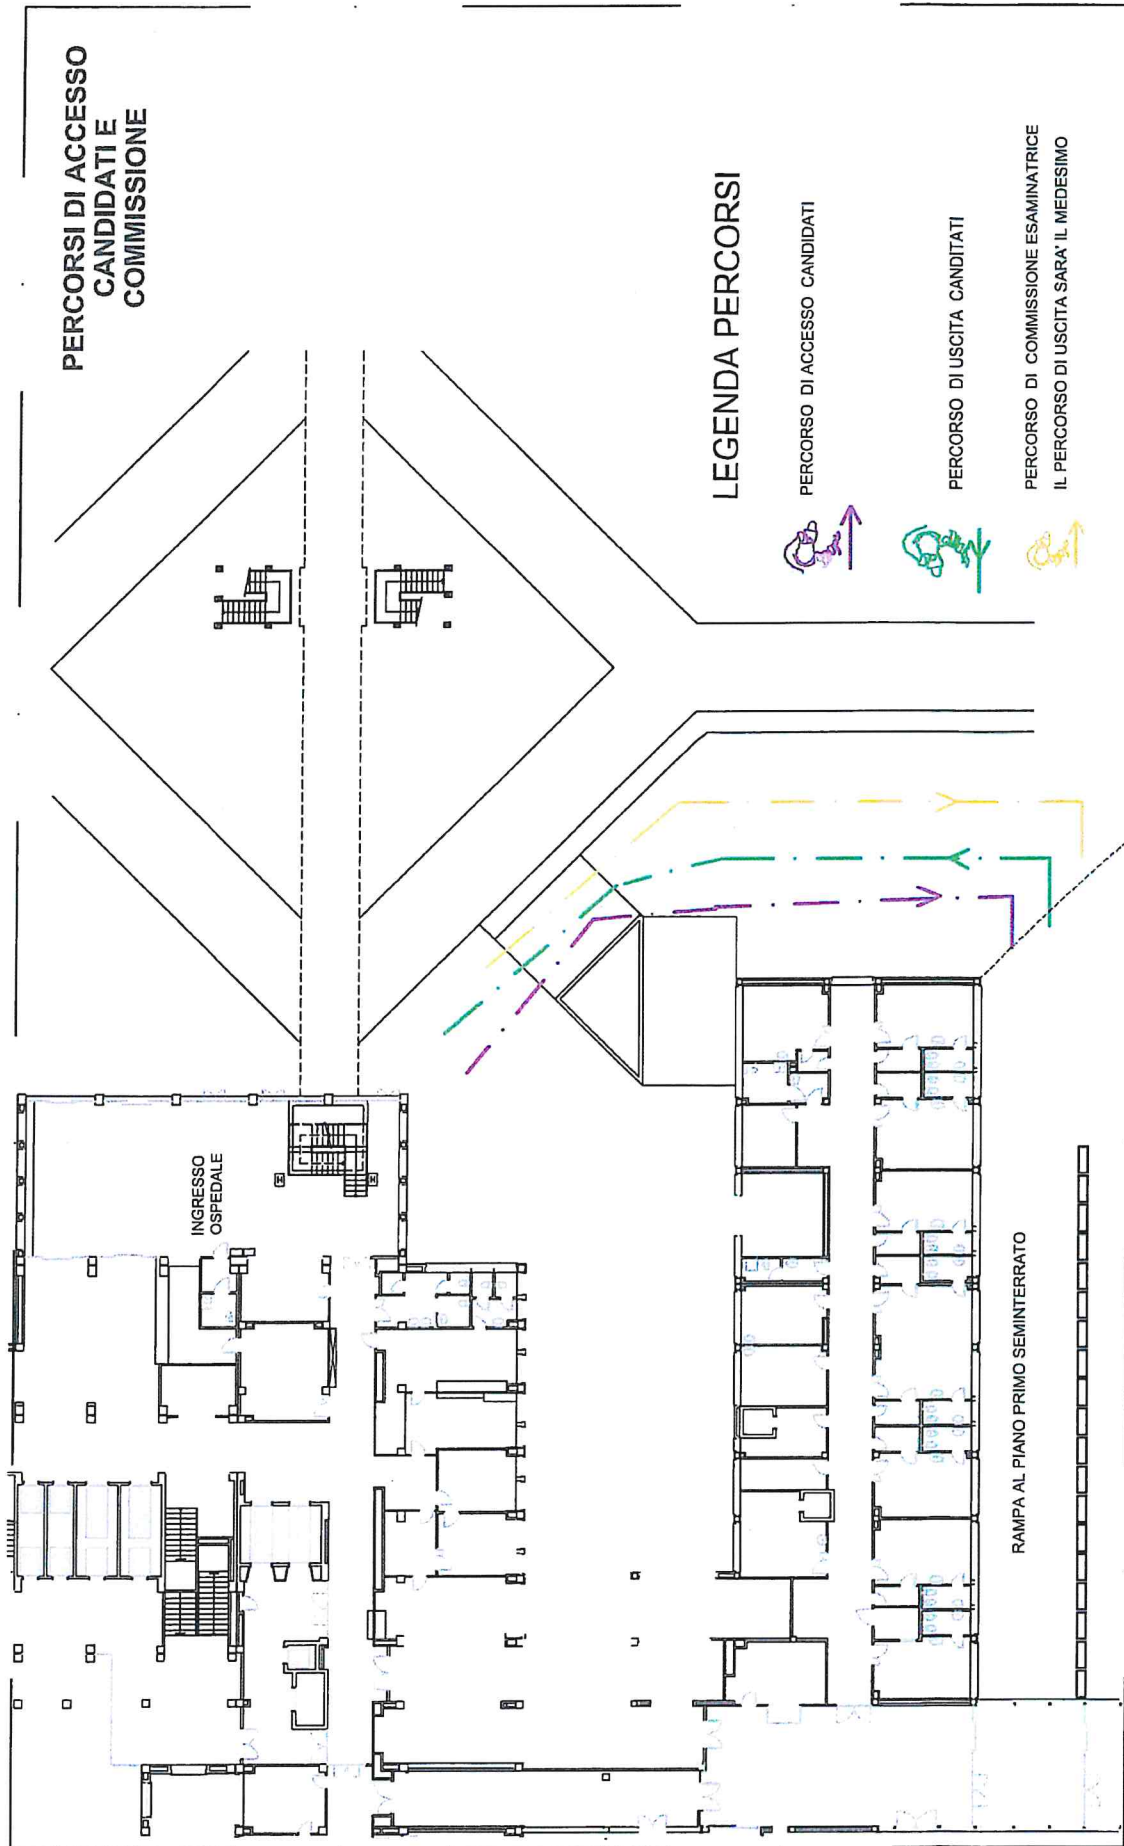 PERCORSI DI ACCESSO
CANDIDATI E
COMMISSIONE
INGRESSO
OSPEDALE
H
H
RAMPA AL PIANO PRIMO SEMINTERRATO
LEGENDA PERCORSI
PERCORSO DI ACCESSO CANDIDATI
PERCORSO DI USCITA CANDITATI
PERCORSO DI COMMISSIONE ESAMINATRICE
IL PERCORSO DI USCITA SARA' IL MEDESIMO